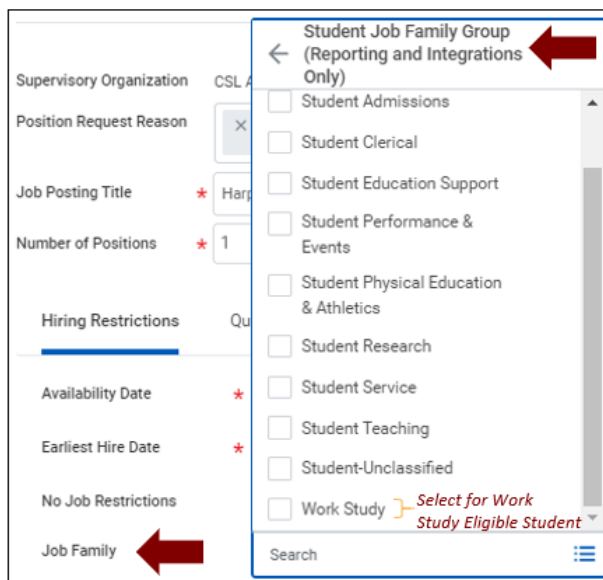 Student Job Family Group
(Reporting and Integrations
Only)
Supervisory Organization CSL A
Position Request Reason
×
Job Posting Title * Harp
Number of Positions * 1
Hiring Restrictions Qu
Availability Date *
Earliest Hire Date *
No Job Restrictions
Job Family
Student Admissions
Student Clerical
Student Education Support
Student Performance &
Events
Student Physical Education
& Athletics
Student Research
Student Service
Student Teaching
Student-Unclassified
Work Study
Select for Work
Study Eligible Student
Search